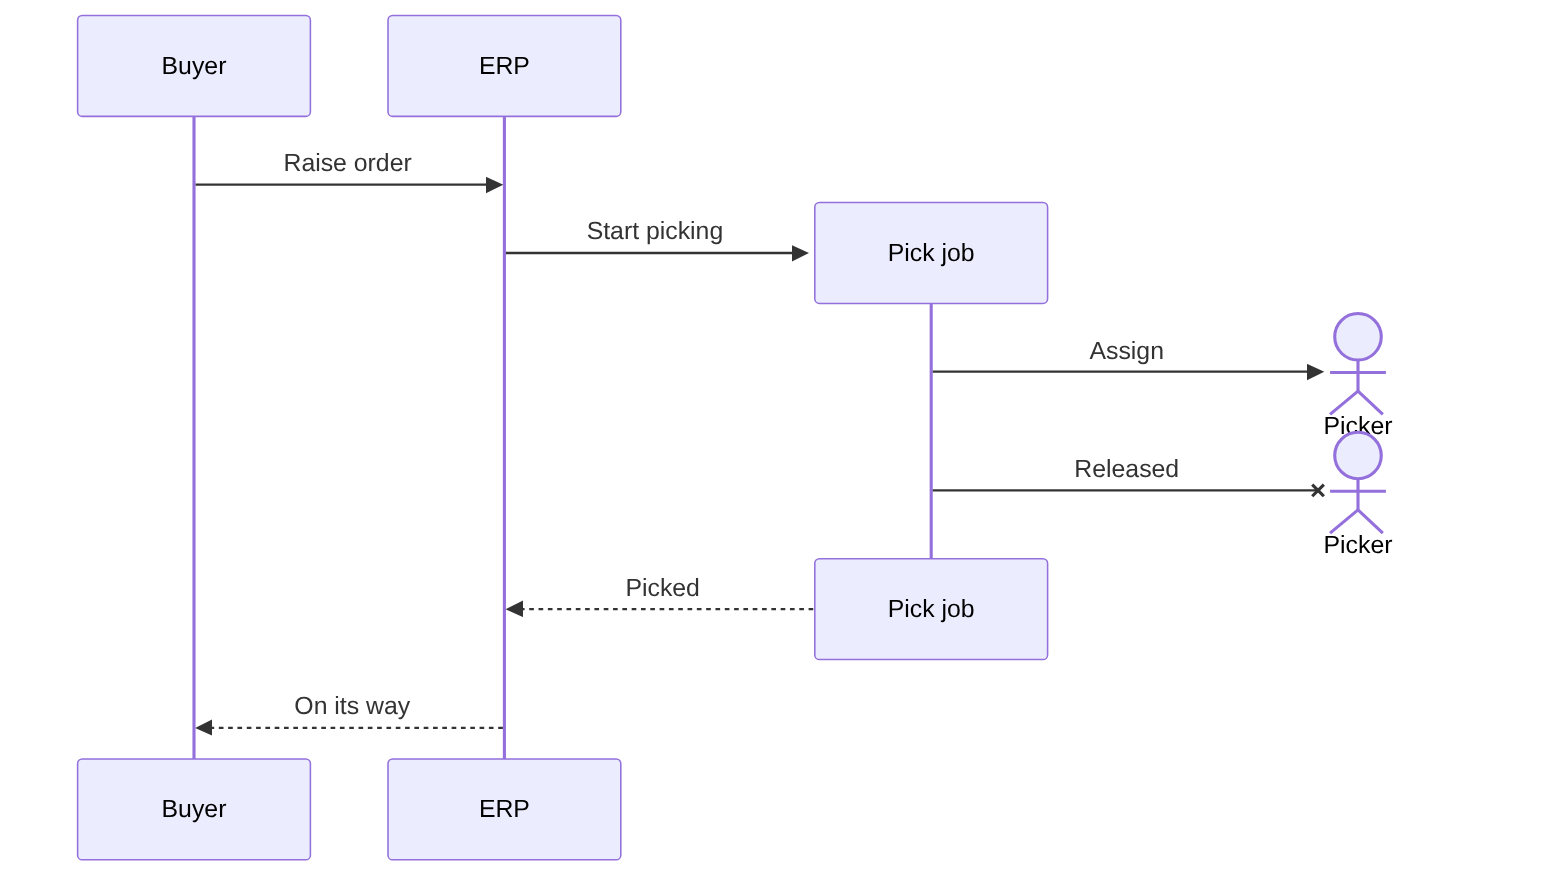 Buyer
ERP
Raise order
Start picking
Pick job
Assign
Picker
Released
Picker
Picked
Pick job
On its way
Buyer
ERP